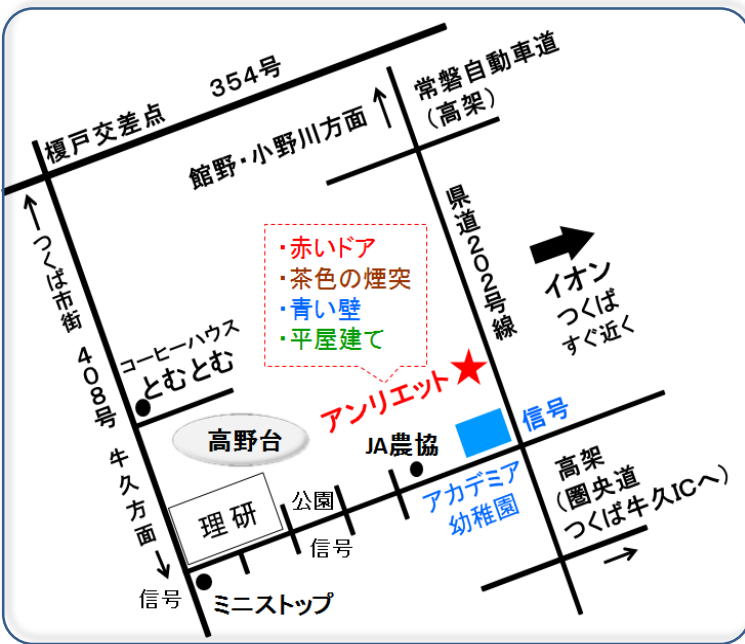 354号
榎戸交差点
常磐自動車道
(高架)
館野・小野川方面
つくば市街
408号
牛久方面
県道202号線
・赤いドア
・茶色の煙突
・青い壁
・平屋建て
イオン
つくば
すぐ近く
コーヒーハウス
とむとむ
アンリエット
高野台
JA農協
信号
アカデミア
幼稚園
高架
(圏央道
つくば牛久ICへ)
理研
公園
信号
信号
ミニストップ